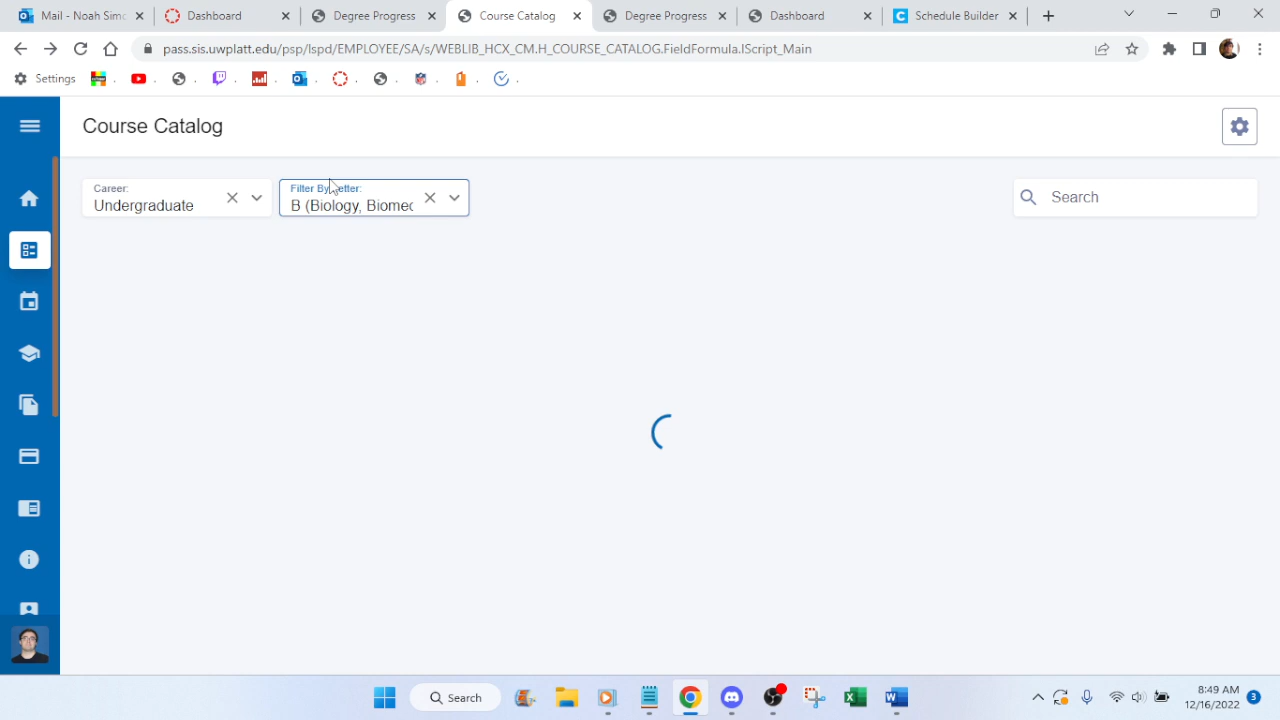 Mail - Noah Simc
Dashboard
Degree Progress
Course Catalog
Degree Progress
Dashboard
Schedule Builder
pass.sis.uwplatt.edu/psp/lspd/EMPLOYEE/SA/s/WEBLIB_HCX_CM.H_COURSE_CATALOG.FieldFormula.IScript_Main
Settings
Course Catalog
Career:
Undergraduate
Filter By Letter:
B (Biology, Biomed
Search
Search
8:49 AM
12/16/2022
3